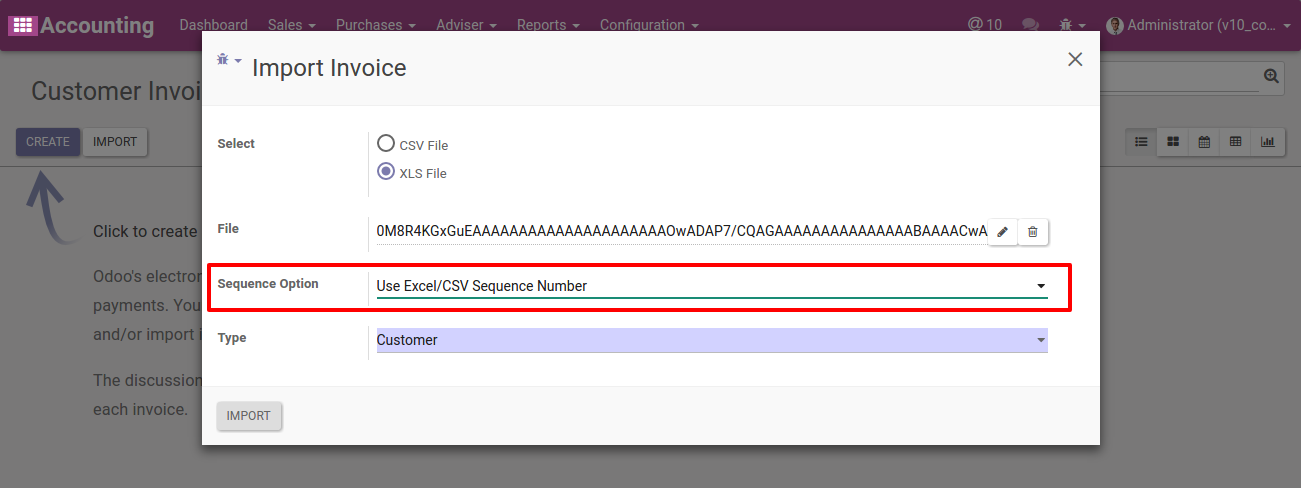 Accounting Dashboard Sales Purchases Adviser Reports Configuration @ 10 Administrator (v10_co...
Import Invoice
Customer Invoi
CREATE IMPORT
Select
CSV File
XLS File
File
0M8R4KGxGuEAAAAAAAAAAAAAAAAAAAAAOwADAP7/CQAGAAAAAAAAAAAAAAABAAAACwA
Click to create
Odoo's electron
payments. You
and/or import i
The discussion
each invoice.
Sequence Option
Use Excel/CSV Sequence Number
Type
Customer
IMPORT